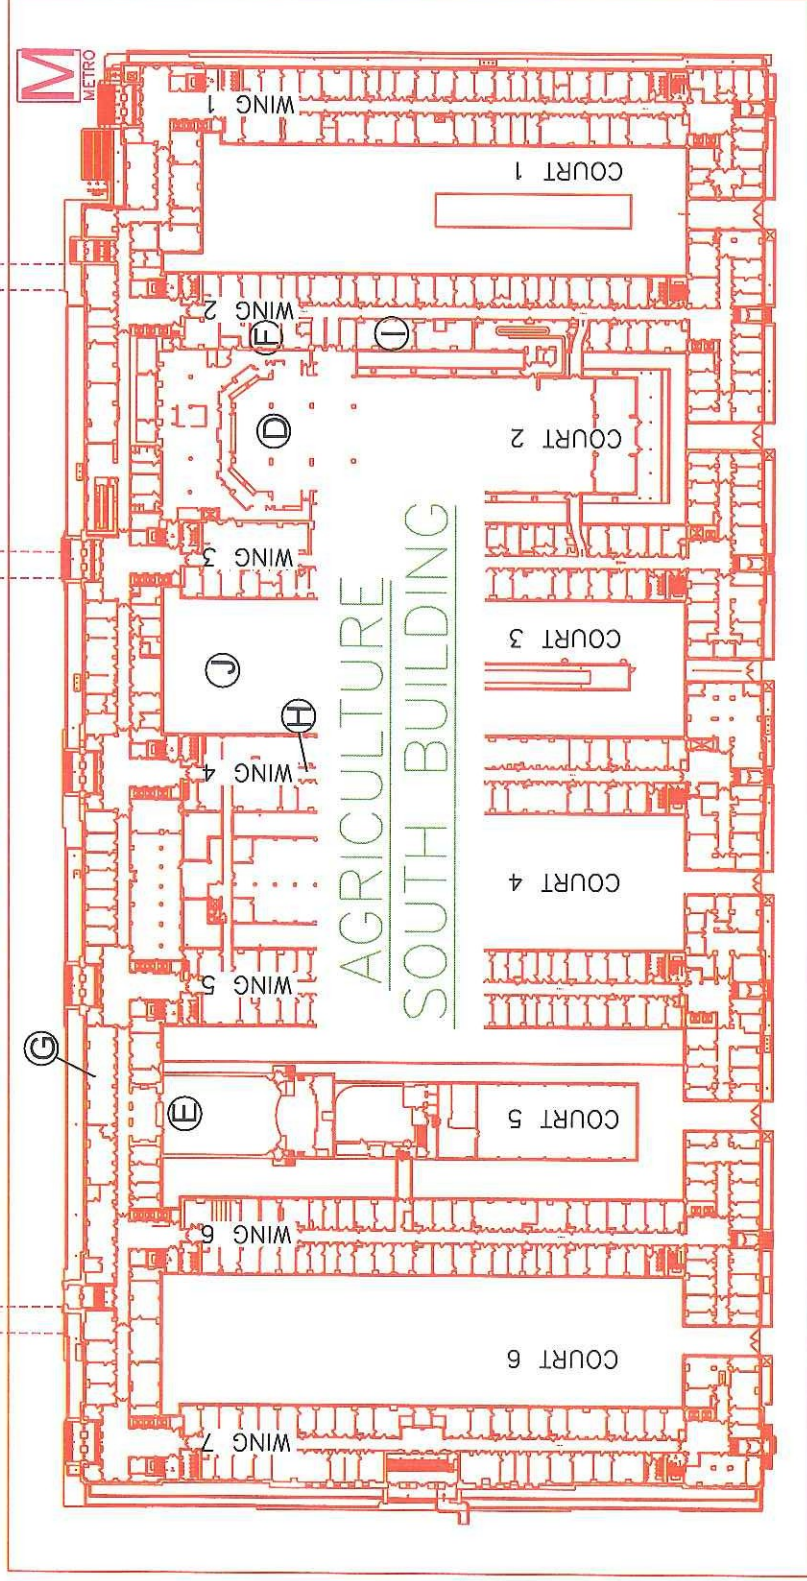 M
METRO
WING 1
COURT 1
WING 2
F
I
D
COURT 2
WING 3
AGRICULTURE
SOUTH BUILDING
COURT 3
J
H
WING 4
COURT 4
WING 5
G
E
COURT 5
WING 6
COURT 6
WING 7